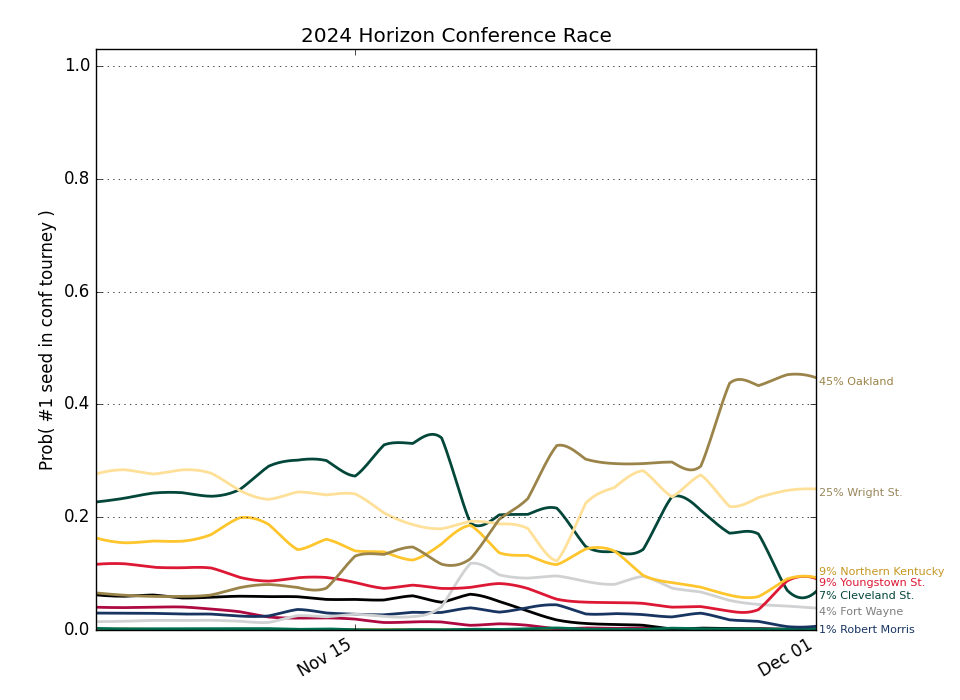 2024 Horizon Conference Race
Prob( #1 seed in conf tourney )
1.0
0.8
0.6
0.4
0.2
0.0
Nov 15
Dec 01
45% Oakland
25% Wright St.
9% Northern Kentucky
9% Youngstown St.
7% Cleveland St.
4% Fort Wayne
1% Robert Morris